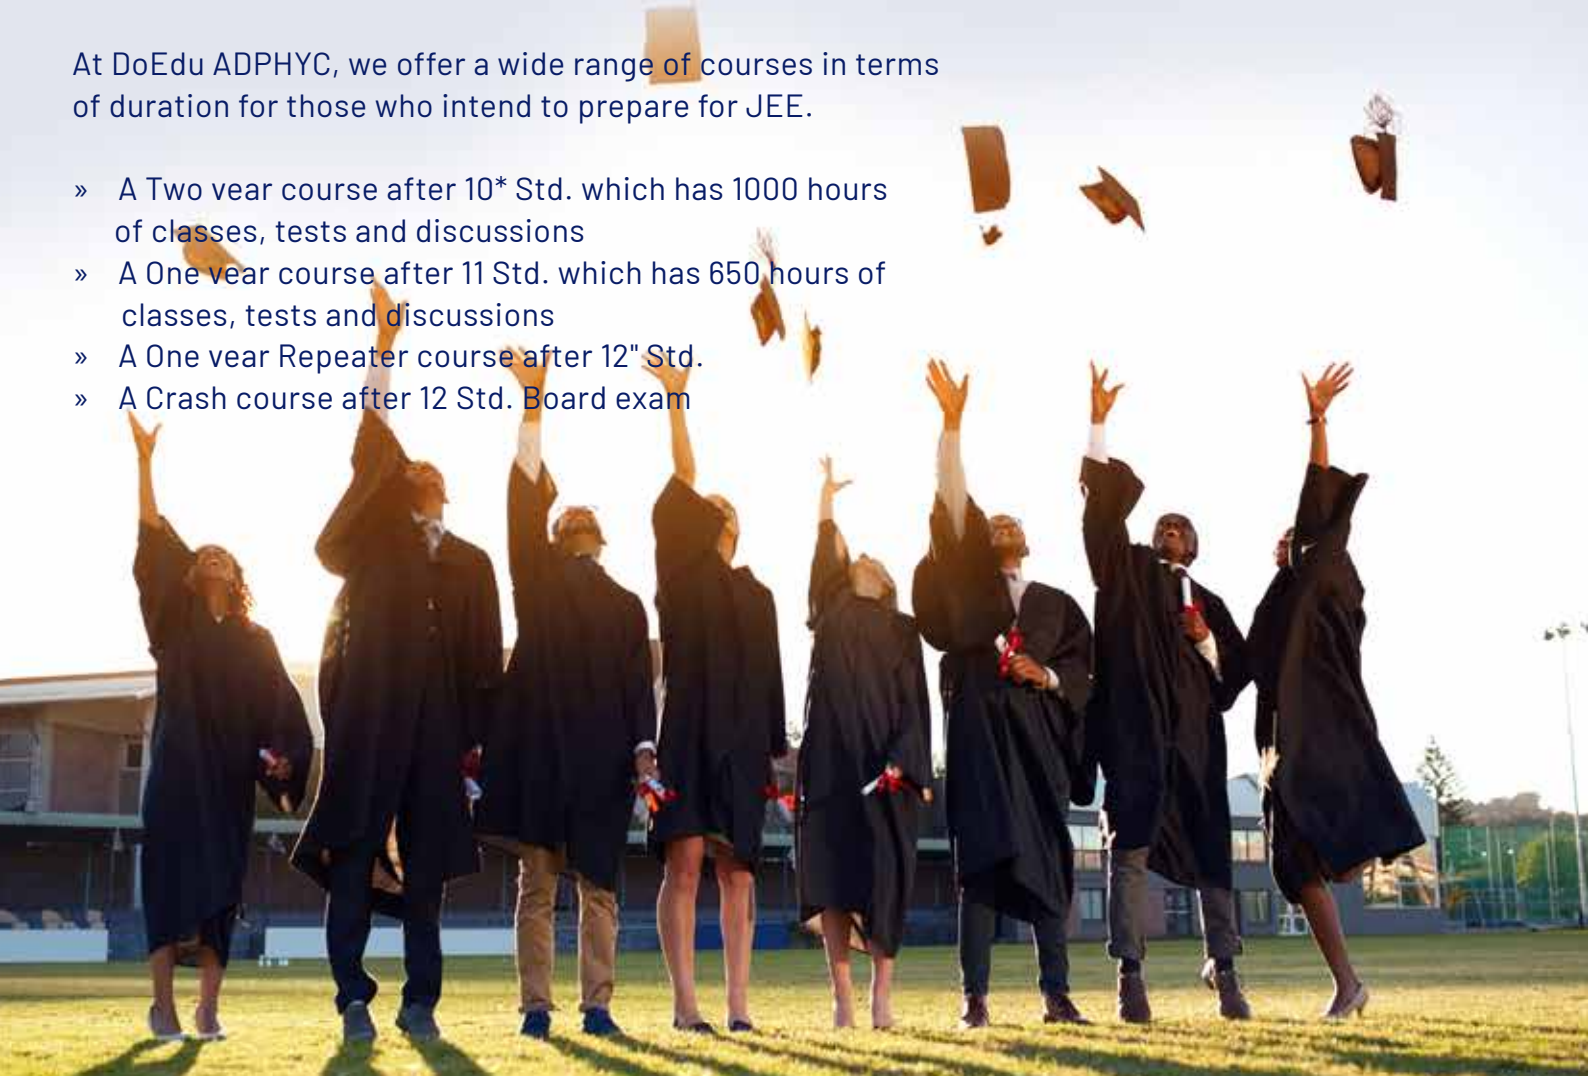 At DoEdu ADPHYC, we offer a wide range of courses in terms
of duration for those who intend to prepare for JEE.
» A Two vear course after 10* Std. which has 1000 hours
of classes, tests and discussions
» A One vear course after 11 Std. which has 650 hours of
classes, tests and discussions
» A One vear Repeater course after 12" Std.
» A Crash course after 12 Std. Board exam